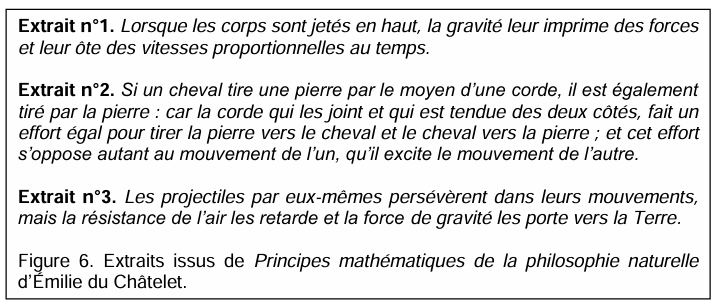 Extrait n°1. Lorsque les corps sont jetés en haut, la gravité leur imprime des forces
et leur ôte des vitesses proportionnelles au temps.
Extrait n°2. Si un cheval tire une pierre par le moyen d'une corde, il est également
tiré par la pierre : car la corde qui les joint et qui est tendue des deux côtés, fait un
effort égal pour tirer la pierre vers le cheval et le cheval vers la pierre ; et cet effort
s'oppose autant au mouvement de l'un, qu'il excite le mouvement de l'autre.
Extrait n°3. Les projectiles par eux-mêmes persévèrent dans leurs mouvements,
mais la résistance de l'air les retarde et la force de gravité les porte vers la Terre.
Figure 6. Extraits issus de Principes mathématiques de la philosophie naturelle
d'Émilie du Châtelet.